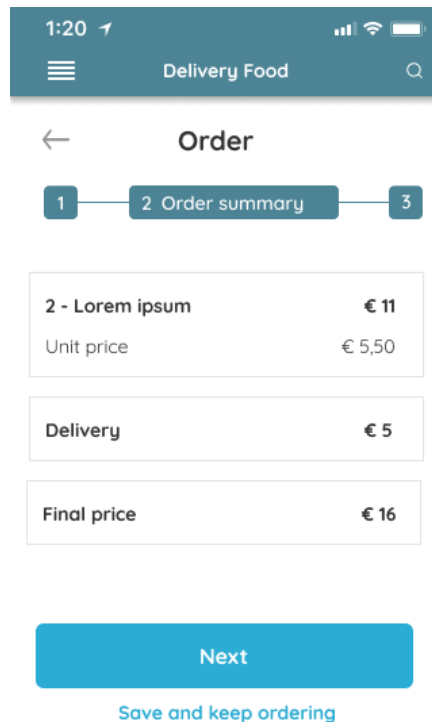 1:20
Delivery Food
Order
1
2 Order summary
3
2 - Lorem ipsum € 11
Unit price € 5,50
Delivery € 5
Final price € 16
Next
Save and keep ordering